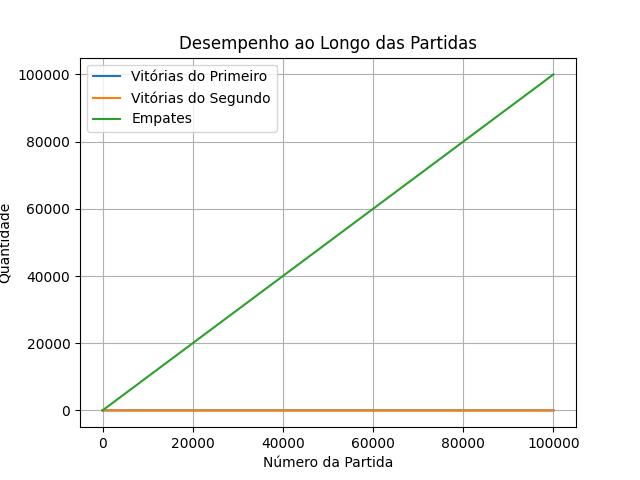 Desempenho ao Longo das Partidas
Vitórias do Primeiro
Vitórias do Segundo
Empates
Quantidade
100000
80000
60000
40000
20000
0
0 20000 40000 60000 80000 100000
Número da Partida